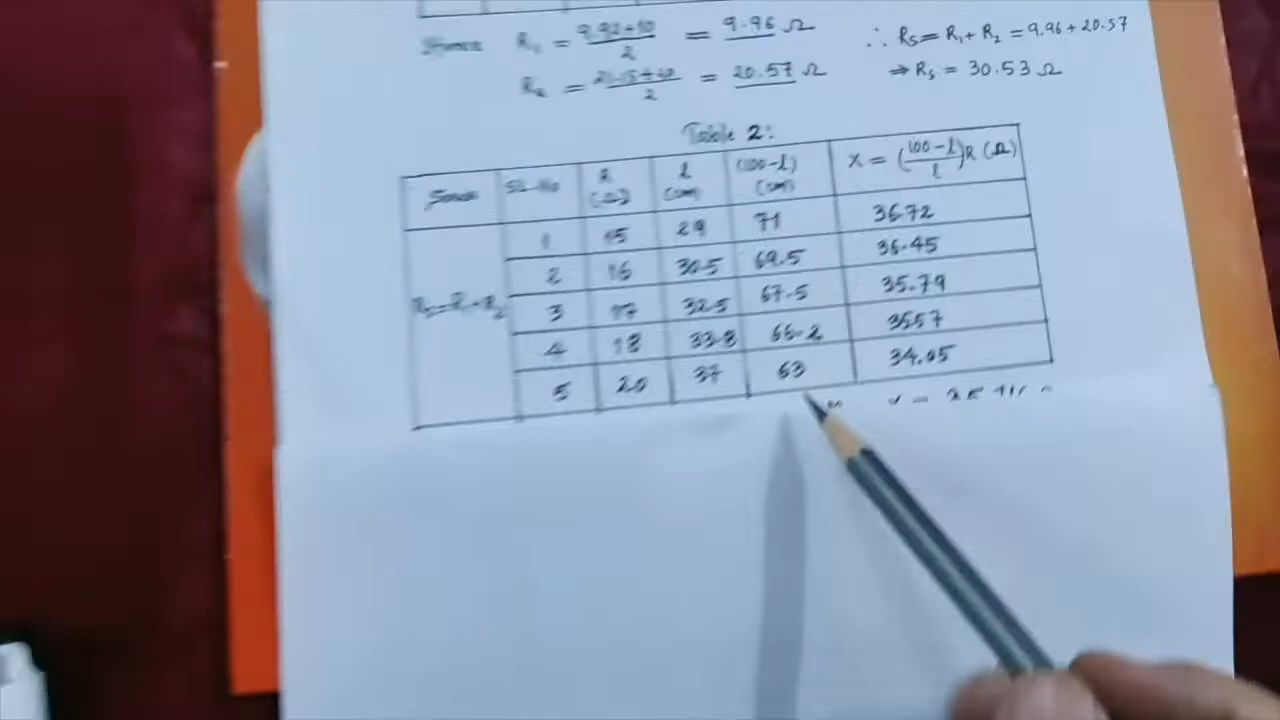 Hence R₁ = 9.92+10 / 2 = 9.96 Ω ∴ Rs = R₁ + R₂ = 9.96 + 20.57
R₂ = / 2 = 20.57 Ω ⇒ Rs = 30.53 Ω
Table 2:
Sl. No R (Ω) l (cm) (100-l) (cm) X = (100-l / l) R (Ω)
1 15 29 71 36.72
2 16 30.5 69.5 36.45
3 17 32.5 67.5 35.79
4 18 33.8 66.2 35.57
5 20 37 63 34.05